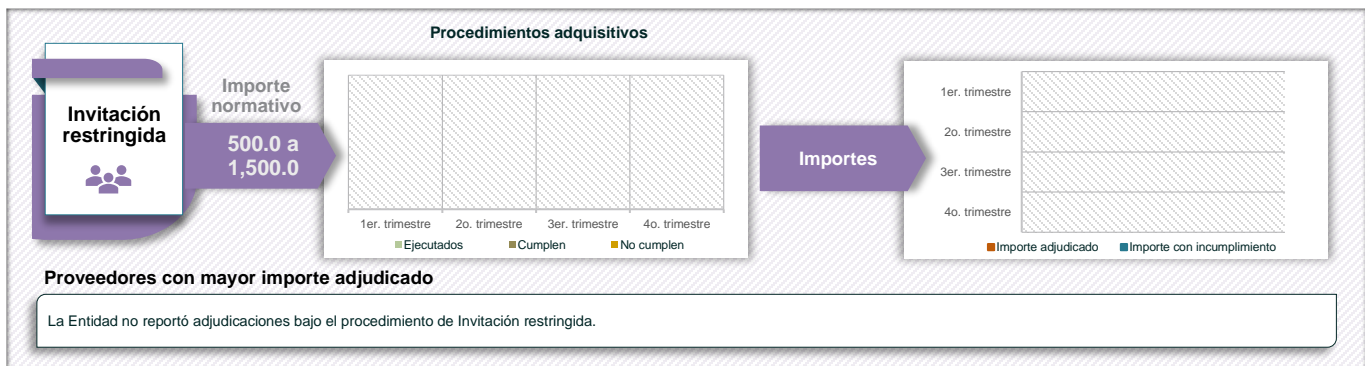 Procedimientos adquisitivos
Invitación
restringida
Importe
normativo
500.0 a
1,500.0
1er. trimestre 2o. trimestre 3er. trimestre 4o. trimestre
Ejecutados Cumplen No cumplen
Importes
1er. trimestre
2o. trimestre
3er. trimestre
4o. trimestre
Importe adjudicado Importe con incumplimiento
Proveedores con mayor importe adjudicado
La Entidad no reportó adjudicaciones bajo el procedimiento de Invitación restringida.